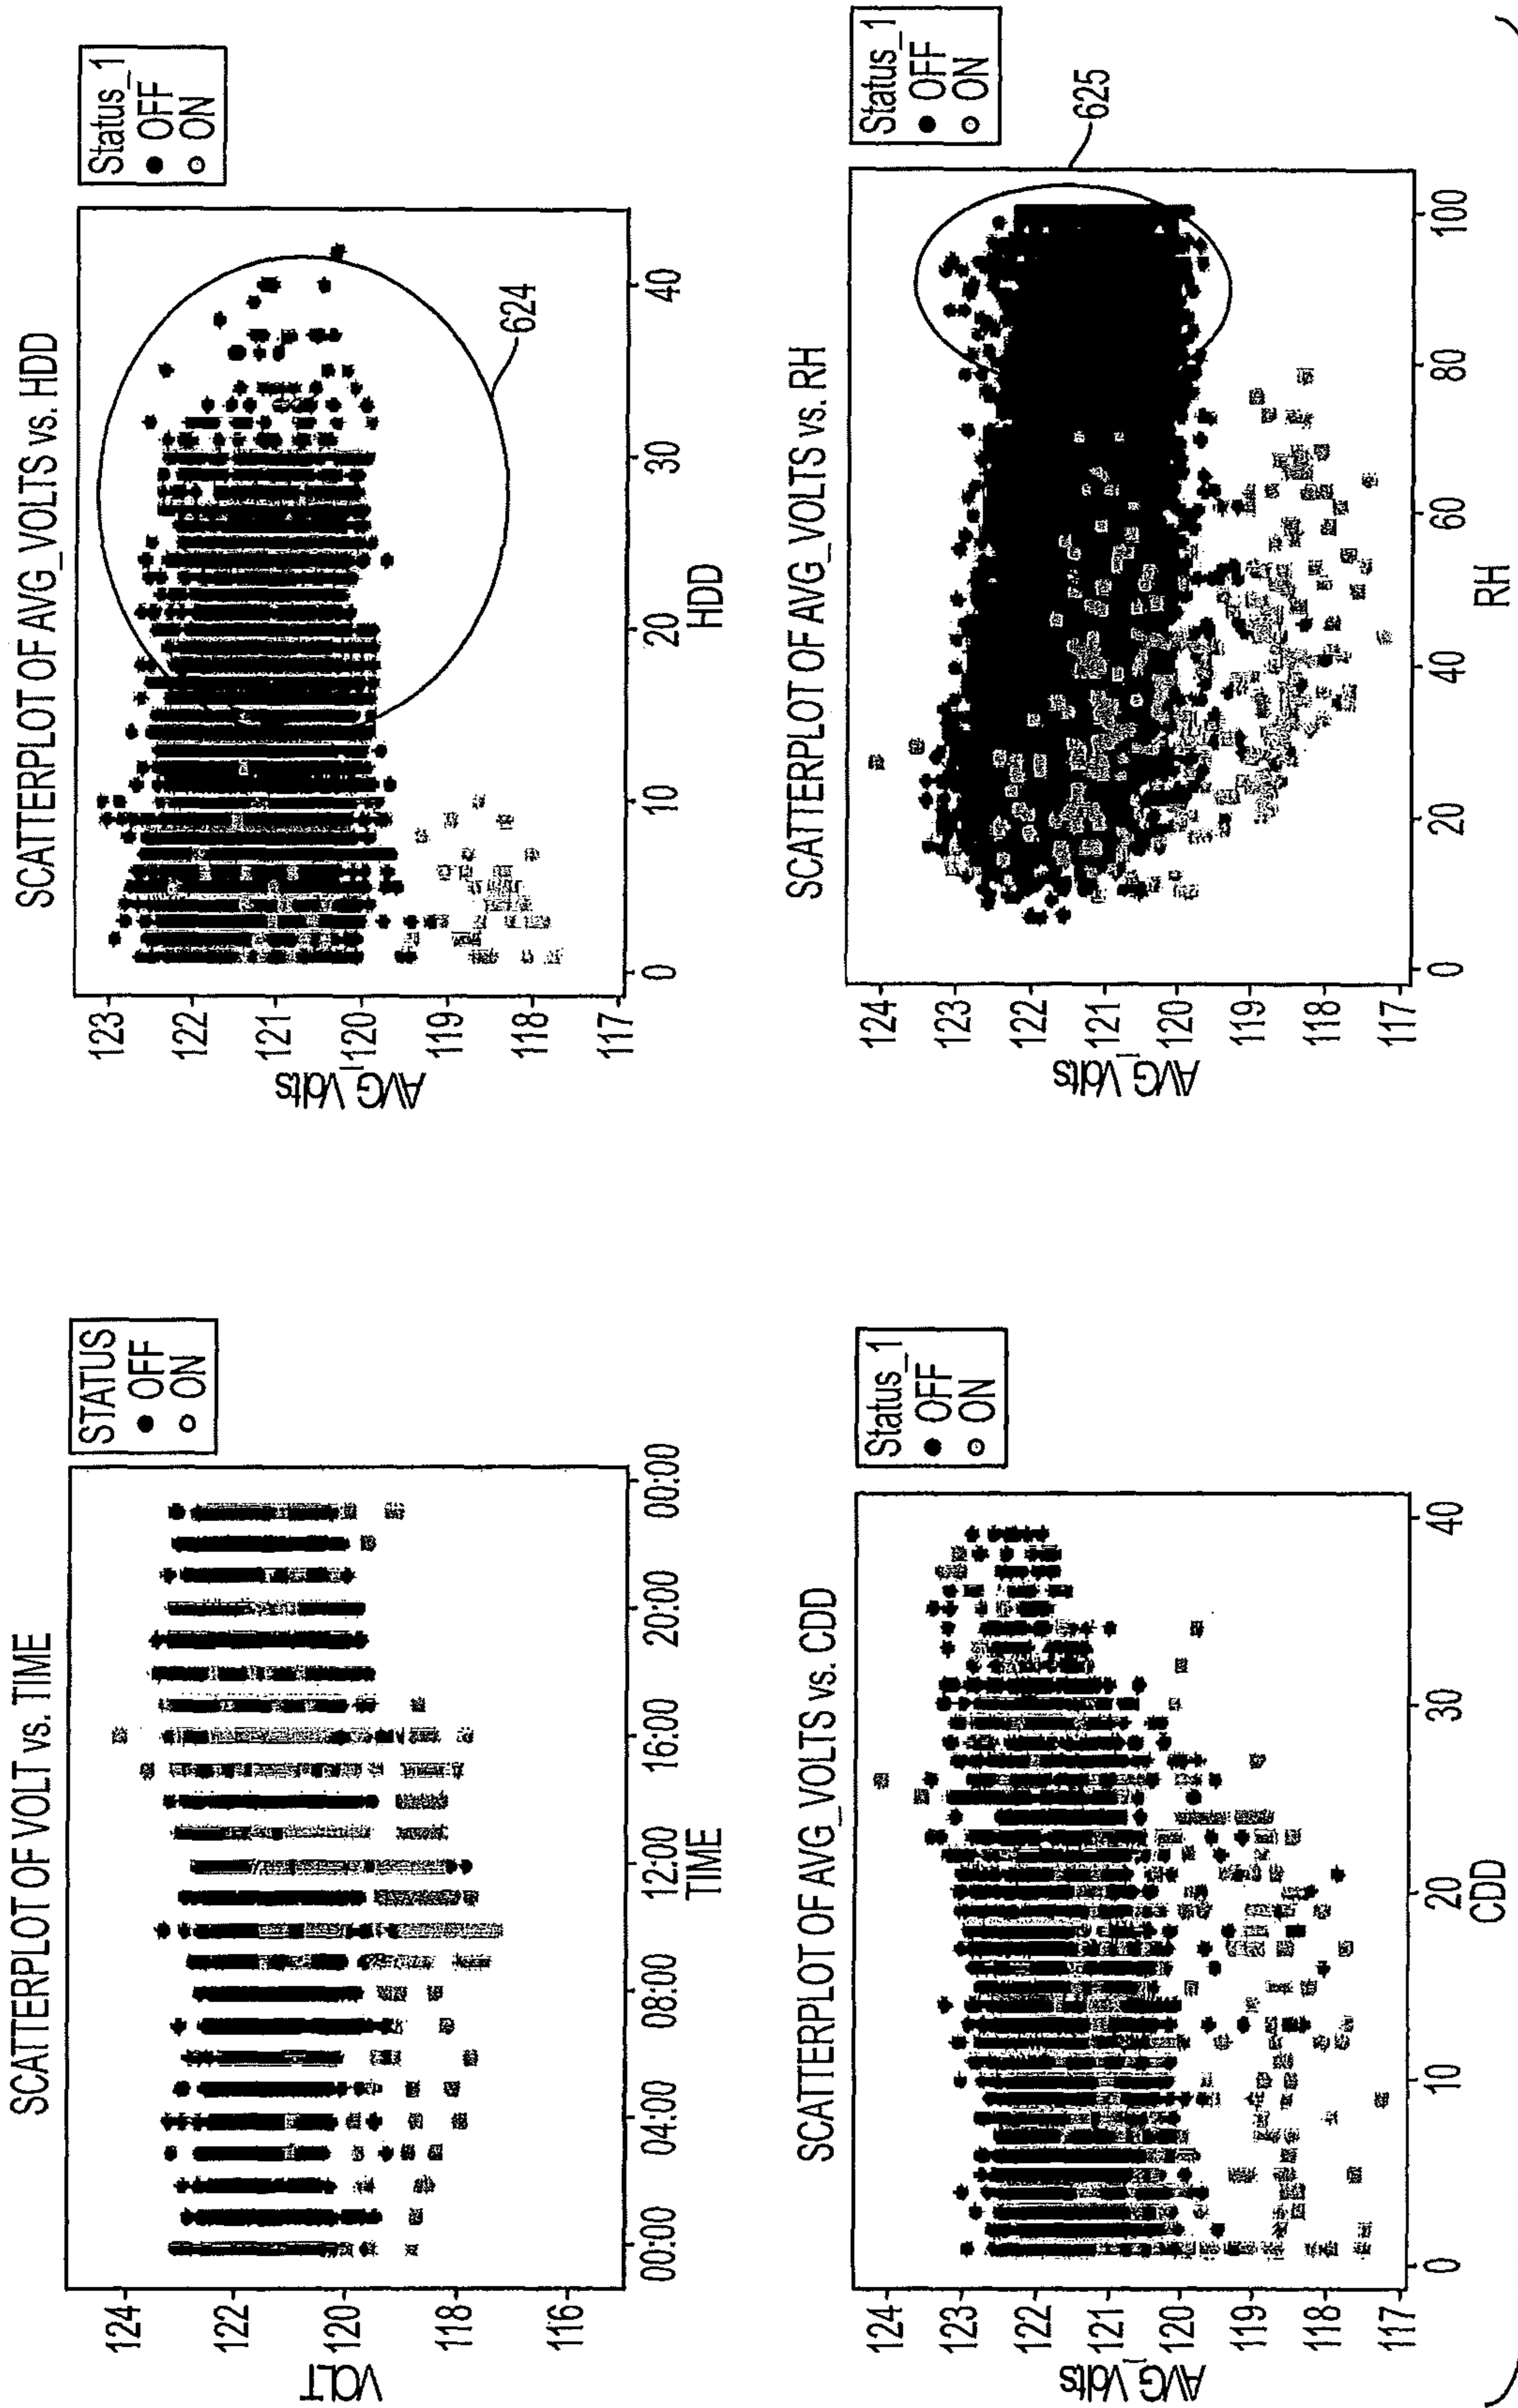 SCATTERPLOT OF VOLT vs. TIME
STATUS
OFF
ON
VOLT
124
122
120
118
116
00:00
04:00
08:00
12:00
16:00
20:00
00:00
TIME
SCATTERPLOT OF AVG_VOLTS vs. HDD
Status_1
OFF
ON
AVG_Volts
123
122
121
120
119
118
117
0
10
20
30
40
HDD
624
SCATTERPLOT OF AVG_VOLTS vs. CDD
Status_1
OFF
ON
AVG_Volts
124
123
122
121
120
119
118
117
0
10
20
30
40
CDD
SCATTERPLOT OF AVG_VOLTS vs. RH
Status_1
OFF
ON
AVG_Volts
124
123
122
121
120
119
118
117
0
20
40
60
80
100
RH
625